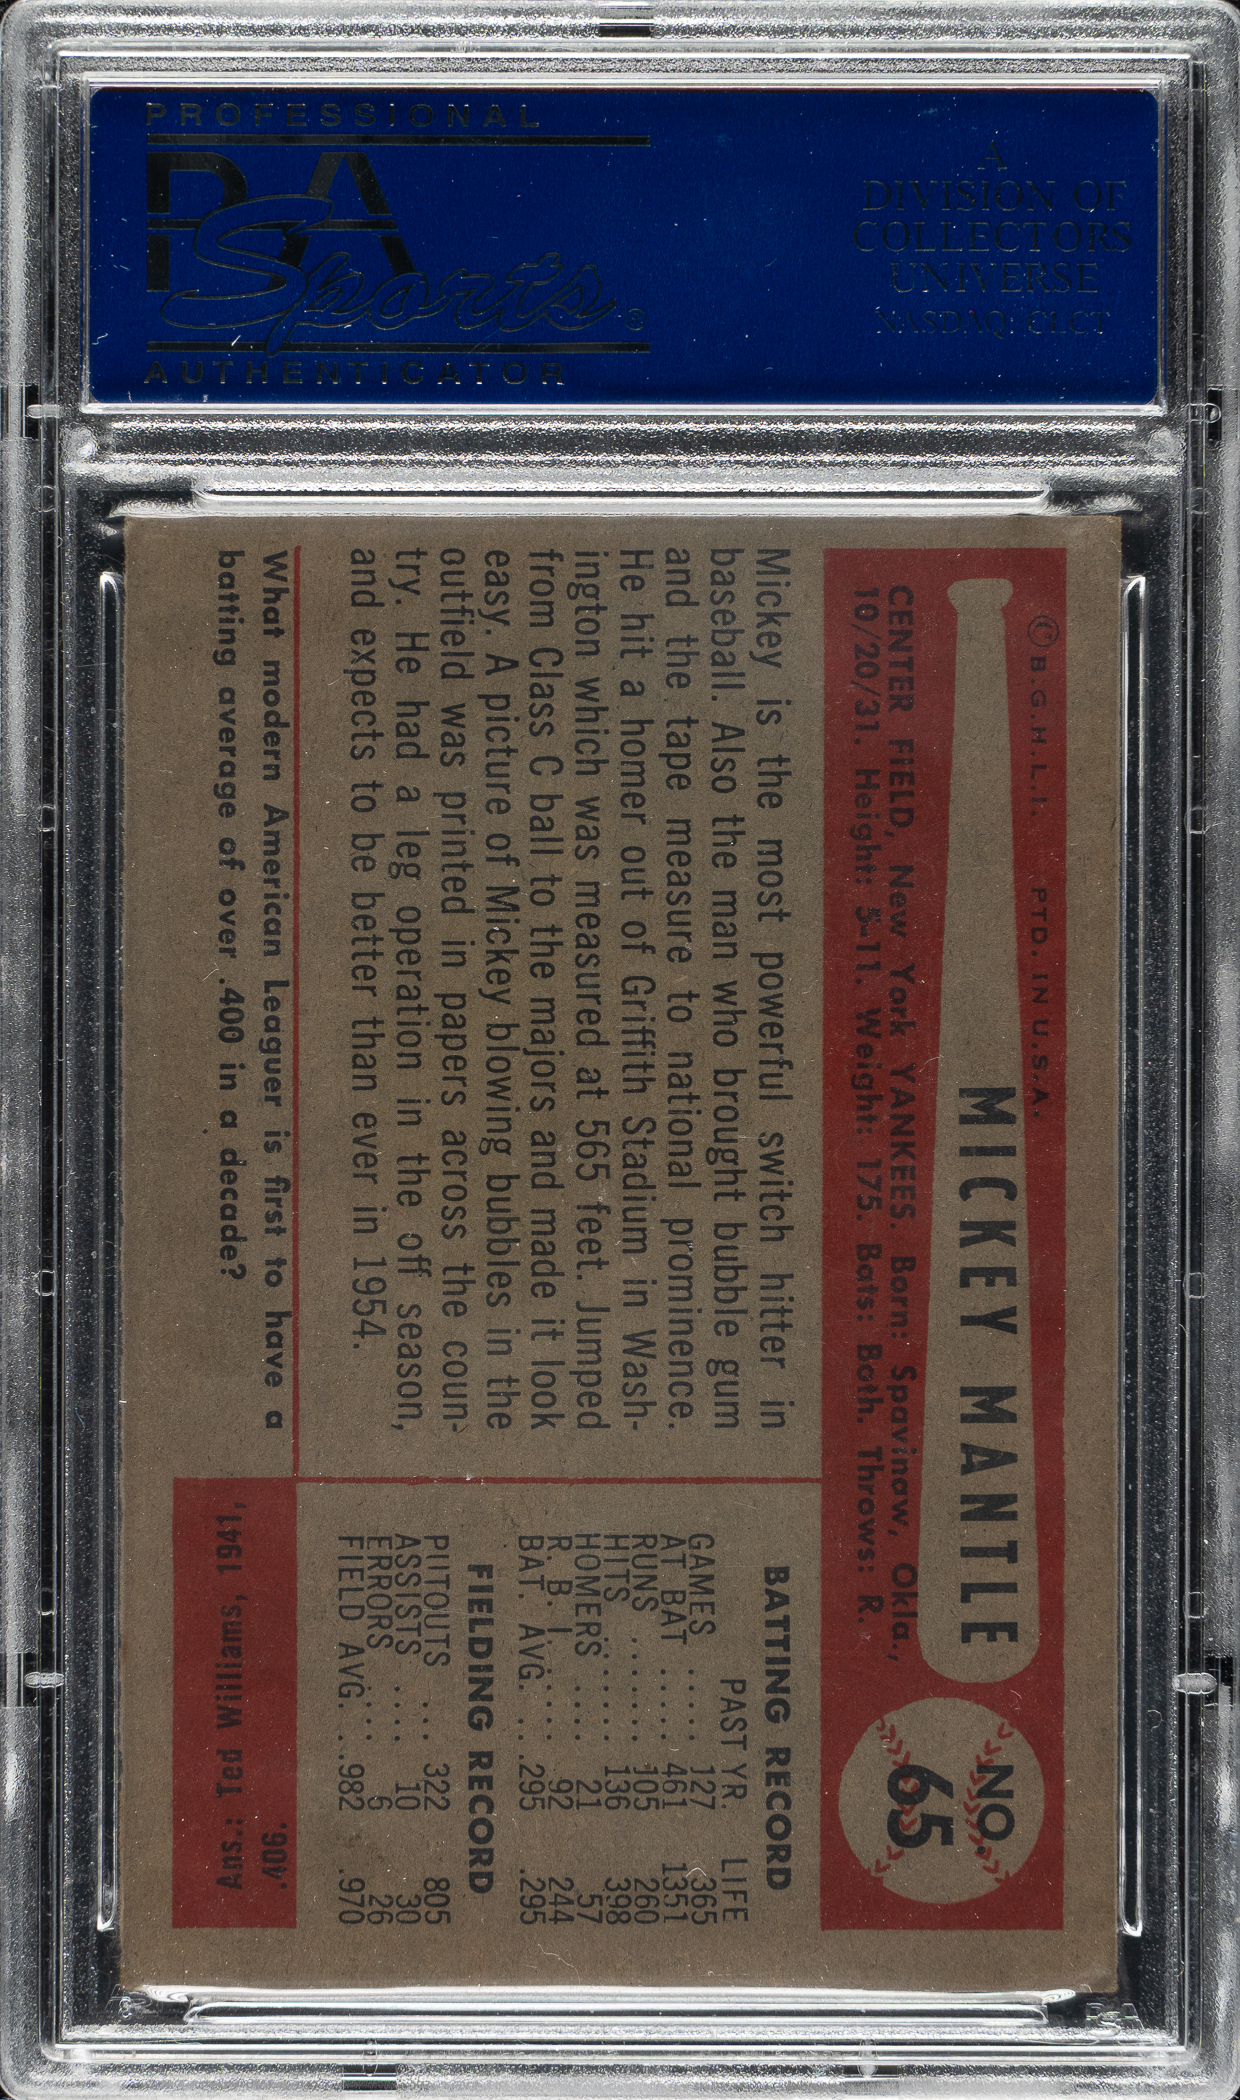 PROFESSIONAL
PSA
Sports®
AUTHENTICATOR
A
DIVISION OF
COLLECTORS
UNIVERSE
NASDAQ: CLCT
© B.G.H.L.I. PTD. IN U.S.A.
MICKEY MANTLE
NO.
65
CENTER FIELD, New York YANKEES. Born: Spavinaw, Okla.,
10/20/31. Height: 5-11. Weight: 175. Bats: Both. Throws: R.
Mickey is the most powerful switch hitter in
baseball. Also the man who brought bubble gum
and the tape measure to national prominence.
He hit a homer out of Griffith Stadium in Wash-
ington which was measured at 565 feet. Jumped
from Class C ball to the majors and made it look
easy. A picture of Mickey blowing bubbles in the
outfield was printed in papers across the coun-
try. He had a leg operation in the off season,
and expects to be better than ever in 1954.
BATTING RECORD
PAST YR. LIFE
GAMES ..... 127 365
AT BAT ..... 461 1351
RUNS ....... 105 260
HITS ....... 136 398
HOMERS ...... 21 57
R. B. I. ..... 92 244
BAT. AVG. ... .295 .295
FIELDING RECORD
PUTOUTS ... 322 805
ASSISTS .... 10 30
ERRORS .... 6 26
FIELD AVG. .. .982 .970
What modern American Leaguer is first to have a
batting average of over .400 in a decade?
Ans.: Ted Williams, 1941,
.406.
PSA